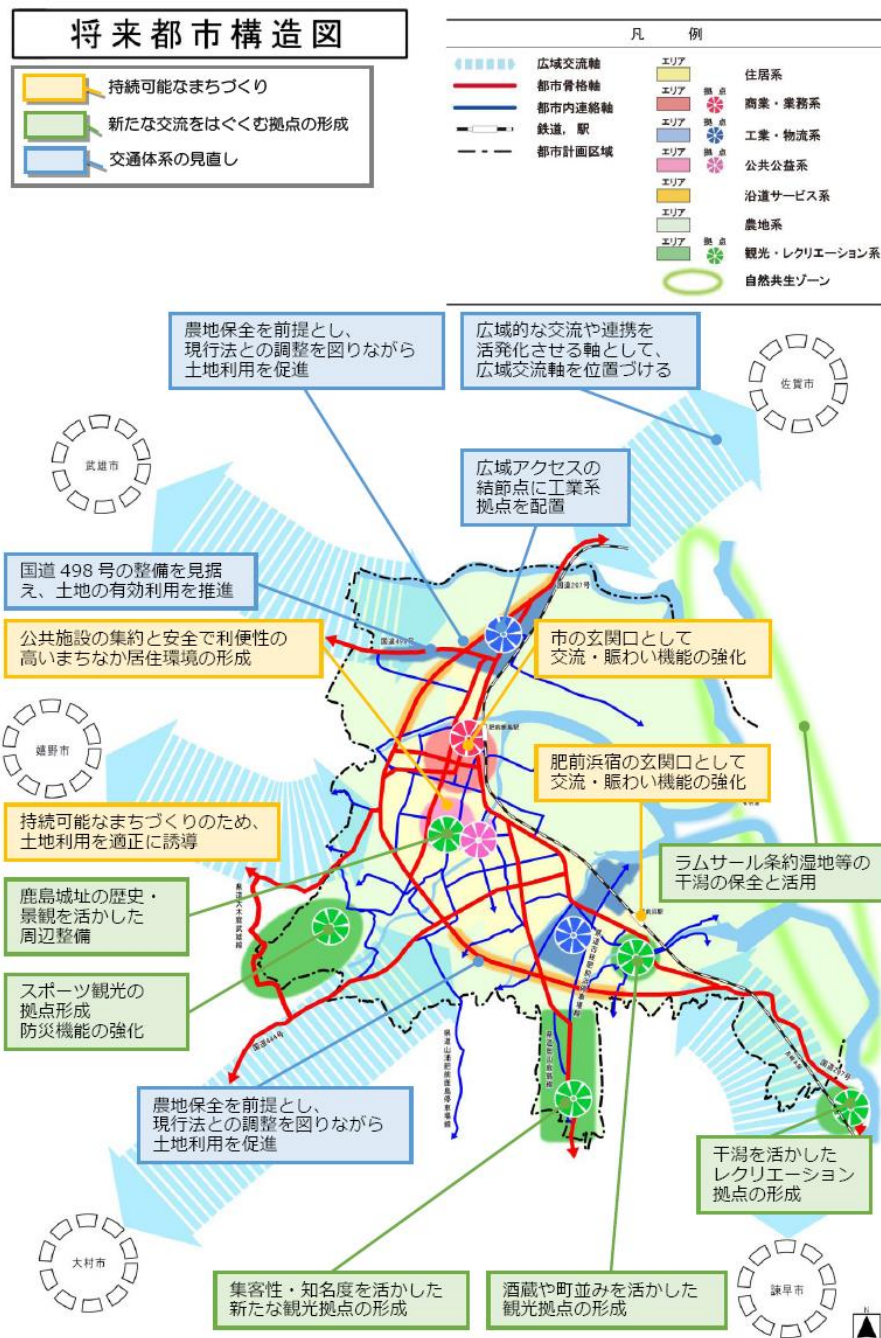 将来都市構造図
持続可能なまちづくり
新たな交流をはぐくむ拠点の形成
交通体系の見直し
凡 例
広域交流軸
都市骨格軸
都市内連絡軸
鉄道，駅
都市計画区域
エリア
住居系
エリア 拠点
商業・業務系
エリア 拠点
工業・物流系
エリア 拠点
公共公益系
エリア
沿道サービス系
エリア
農地系
エリア 拠点
観光・レクリエーション系
自然共生ゾーン
農地保全を前提とし、
現行法との調整を図りながら
土地利用を促進
広域的な交流や連携を
活発化させる軸として、
広域交流軸を位置づける
佐賀市
武雄市
広域アクセスの
結節点に工業系
拠点を配置
国道 498 号の整備を見据
え、土地の有効利用を推進
国道207号
国道498号
公共施設の集約と安全で利便性の
高いまちなか居住環境の形成
市の玄関口として
交流・賑わい機能の強化
肥前鹿島駅
嬉野市
肥前浜宿の玄関口として
交流・賑わい機能の強化
持続可能なまちづくりのため、
土地利用を適正に誘導
ラムサール条約湿地等の
干潟の保全と活用
鹿島城址の歴史・
景観を活かした
周辺整備
肥前浜駅
スポーツ観光の
拠点形成
防災機能の強化
国道444号
国道207号
農地保全を前提とし、
現行法との調整を図りながら
土地利用を促進
干潟を活かした
レクリエーション
拠点の形成
大村市
集客性・知名度を活かした
新たな観光拠点の形成
酒蔵や町並みを活かした
観光拠点の形成
諫早市
N